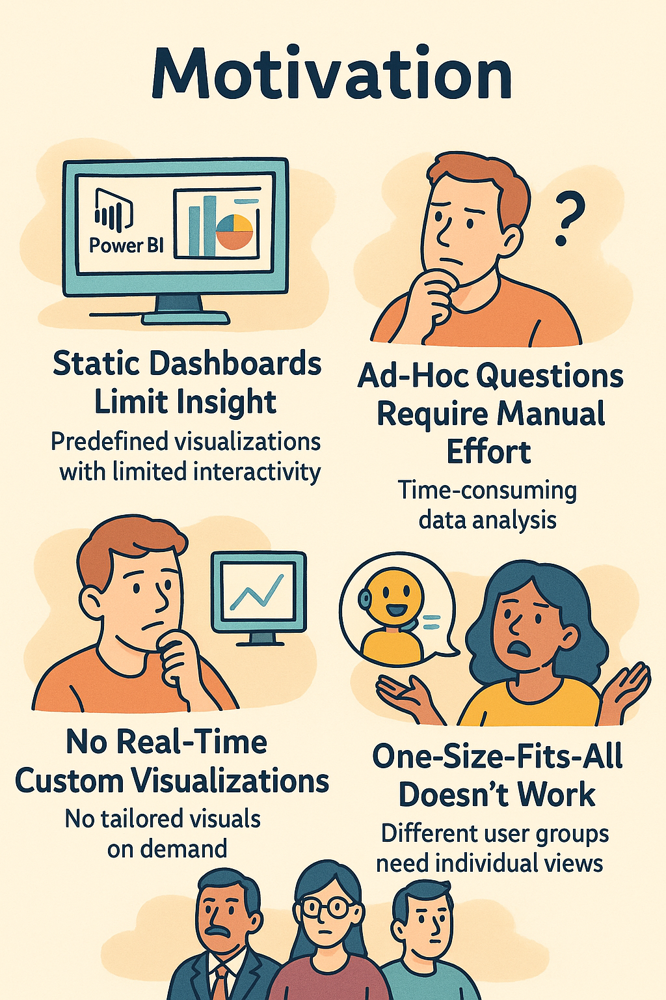 Motivation
Power BI
Static Dashboards
Limit Insight
Predefined visualizations
with limited interactivity
?
Ad-Hoc Questions
Require Manual
Effort
Time-consuming
data analysis
No Real-Time
Custom Visualizations
No tailored visuals
on demand
One-Size-Fits-All
Doesn’t Work
Different user groups
need individual views